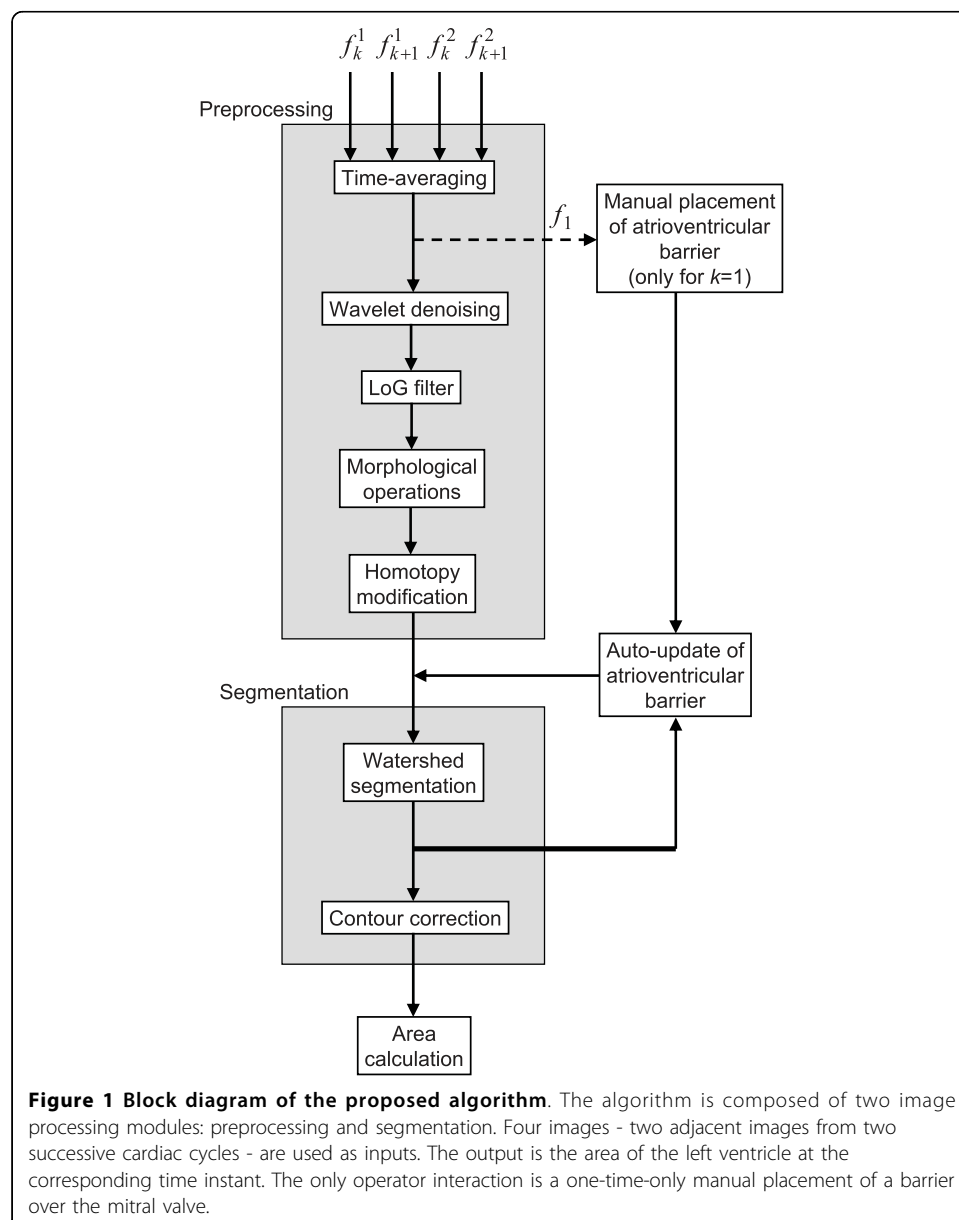 f_k^1 f_{k+1}^1 f_k^2 f_{k+1}^2
Preprocessing
Time-averaging
f_1
Manual placement
of atrioventricular
barrier
(only for k=1)
Wavelet denoising
LoG filter
Morphological
operations
Homotopy
modification
Auto-update of
atrioventricular
barrier
Segmentation
Watershed
segmentation
Contour correction
Area
calculation
Figure 1 Block diagram of the proposed algorithm. The algorithm is composed of two image
processing modules: preprocessing and segmentation. Four images - two adjacent images from two
successive cardiac cycles - are used as inputs. The output is the area of the left ventricle at the
corresponding time instant. The only operator interaction is a one-time-only manual placement of a barrier
over the mitral valve.